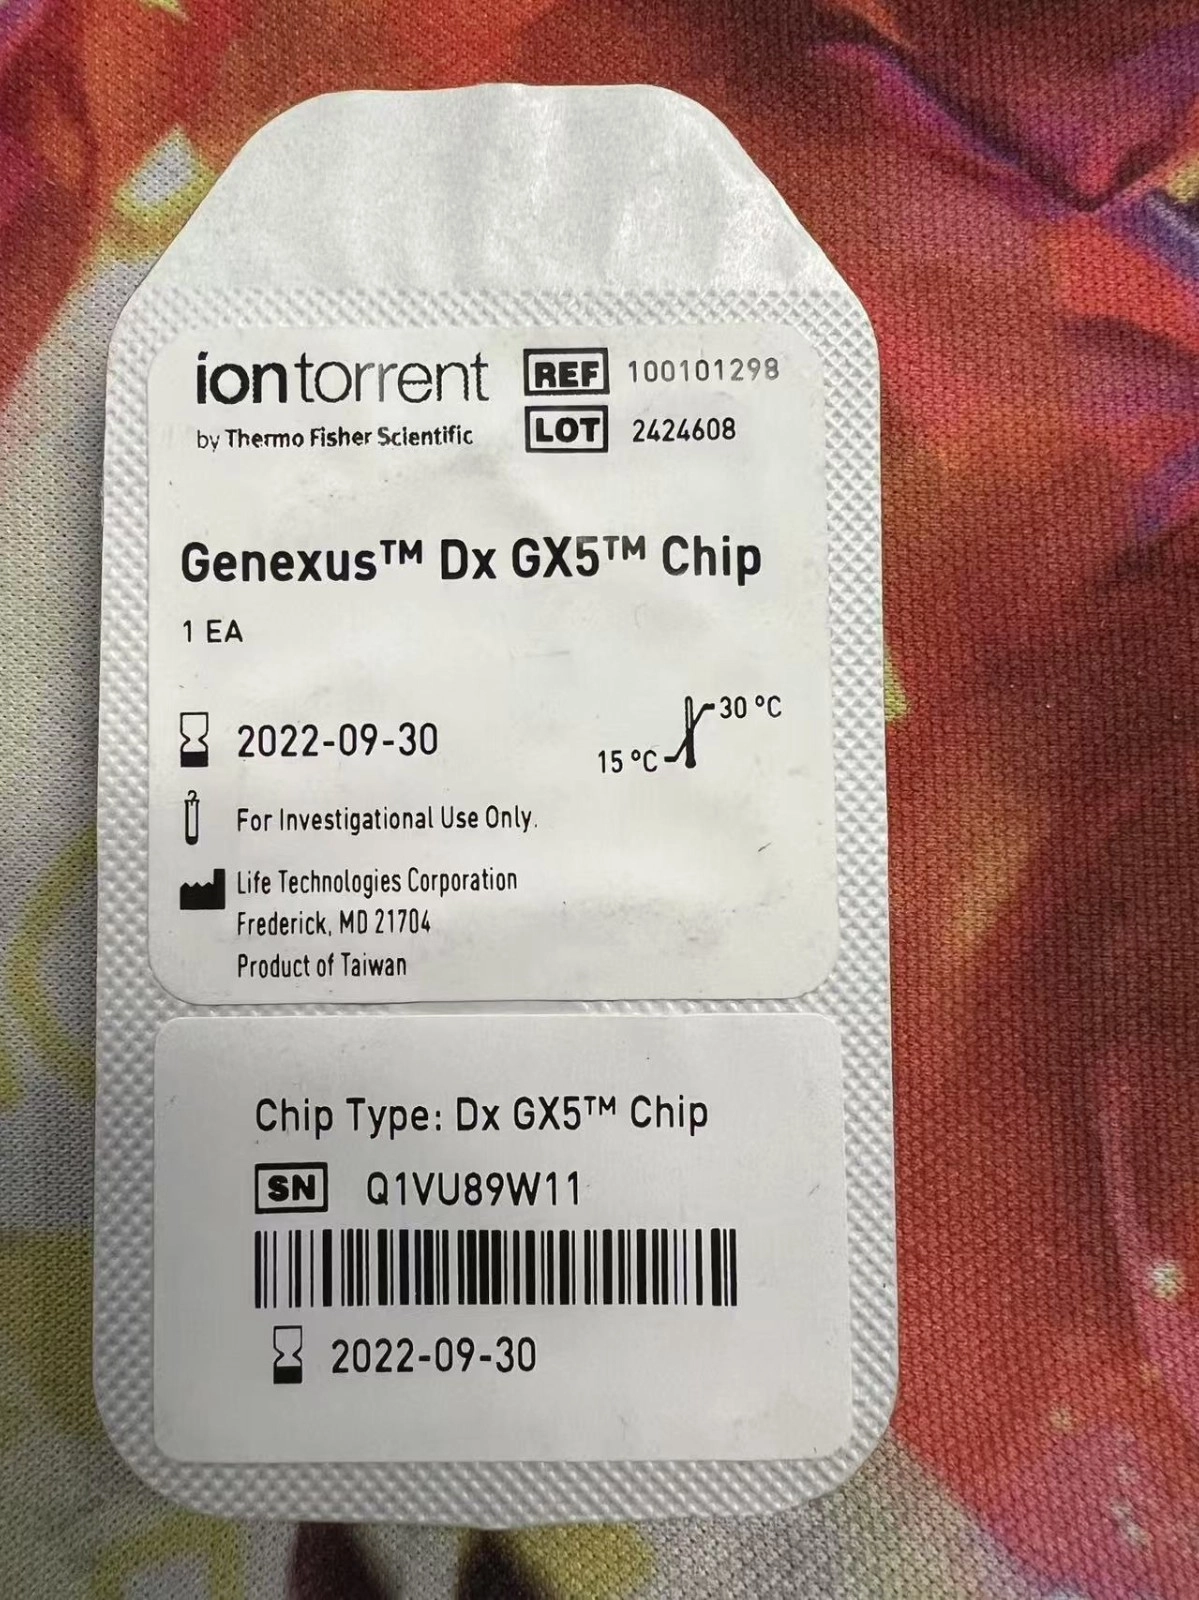 iontorrent
by Thermo Fisher Scientific
REF 100101298
LOT 2424608
Genexus™ Dx GX5™ Chip
1 EA
2022-09-30
30 °C
15 °C
For Investigational Use Only.
Life Technologies Corporation
Frederick, MD 21704
Product of Taiwan
Chip Type: Dx GX5™ Chip
SN Q1VU89W11
2022-09-30